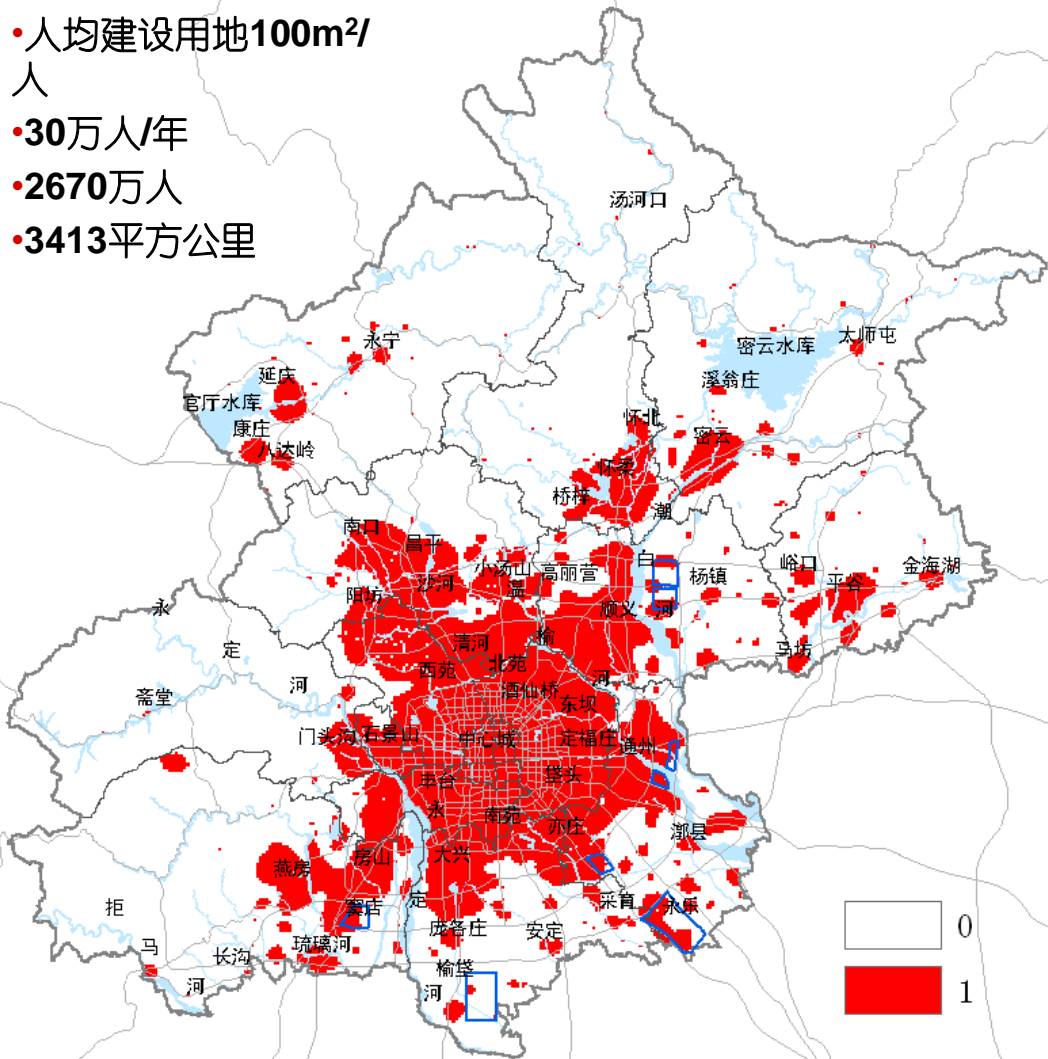 •人均建设用地100m²/
人
•30万人/年
•2670万人
•3413平方公里
汤河口
永宁
密云水库
太师屯
延庆
溪翁庄
官厅水库
康庄
怀北
八达岭
密云
怀柔
桥梓
潮
南口
昌平
白
小汤山
高丽营
峪口
金海湖
沙河
温
杨镇
平谷
阳坊
永
顺义
河
清河
榆
定
马坊
北苑
西苑
河
河
斋堂
酒仙桥
东坝
门头沟
石景山
中心城
定福庄
通州
丰台
垡头
永
南苑
亦庄
漷县
大兴
房山
燕房
定
采育
永乐
拒
窦店
庞各庄
安定
马
琉璃河
长沟
0
榆垡
河
河
1